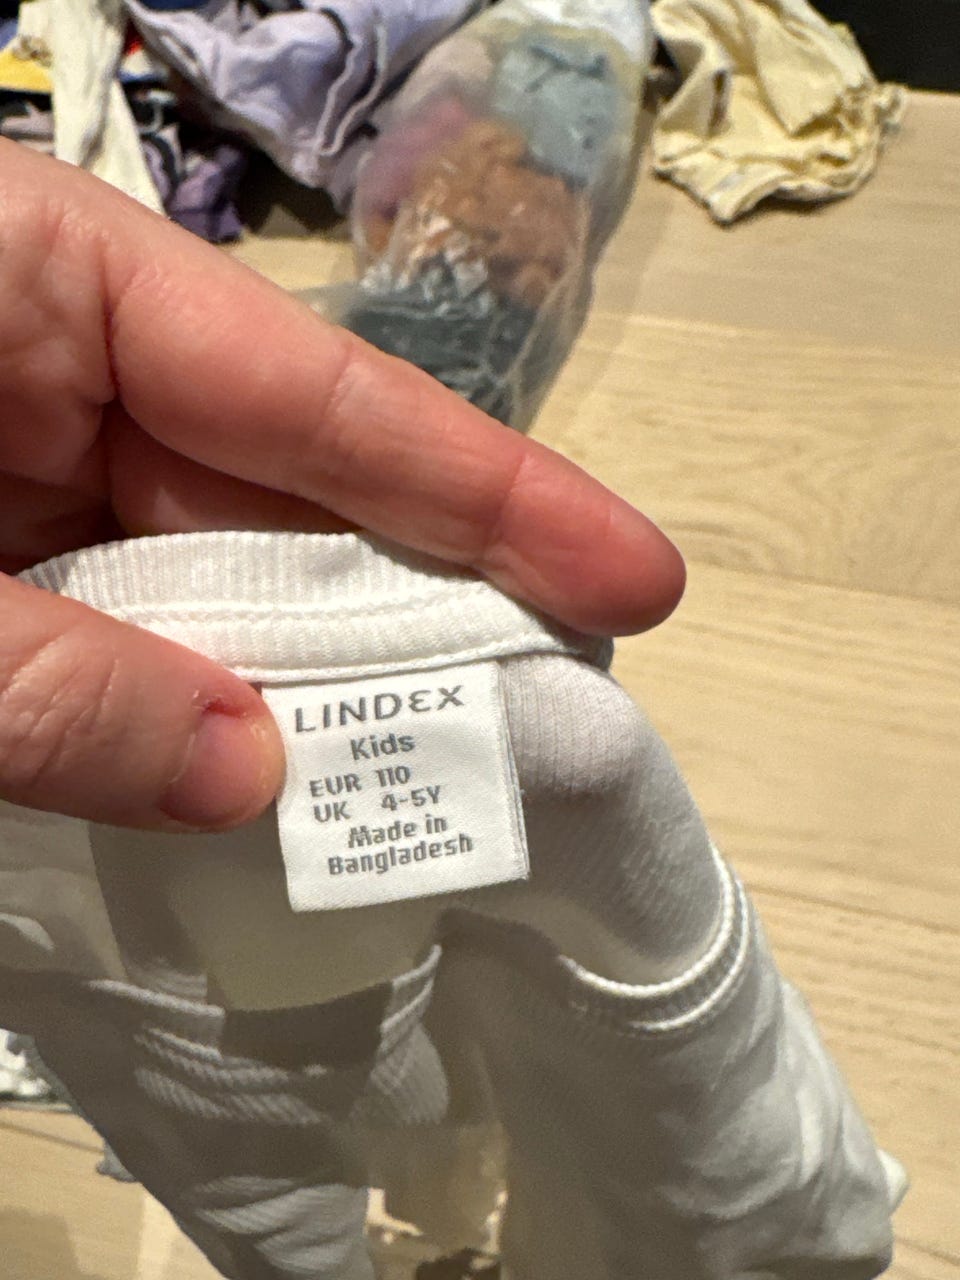 LINDEX
Kids
EUR 110
UK 4-5Y
Made in
Bangladesh